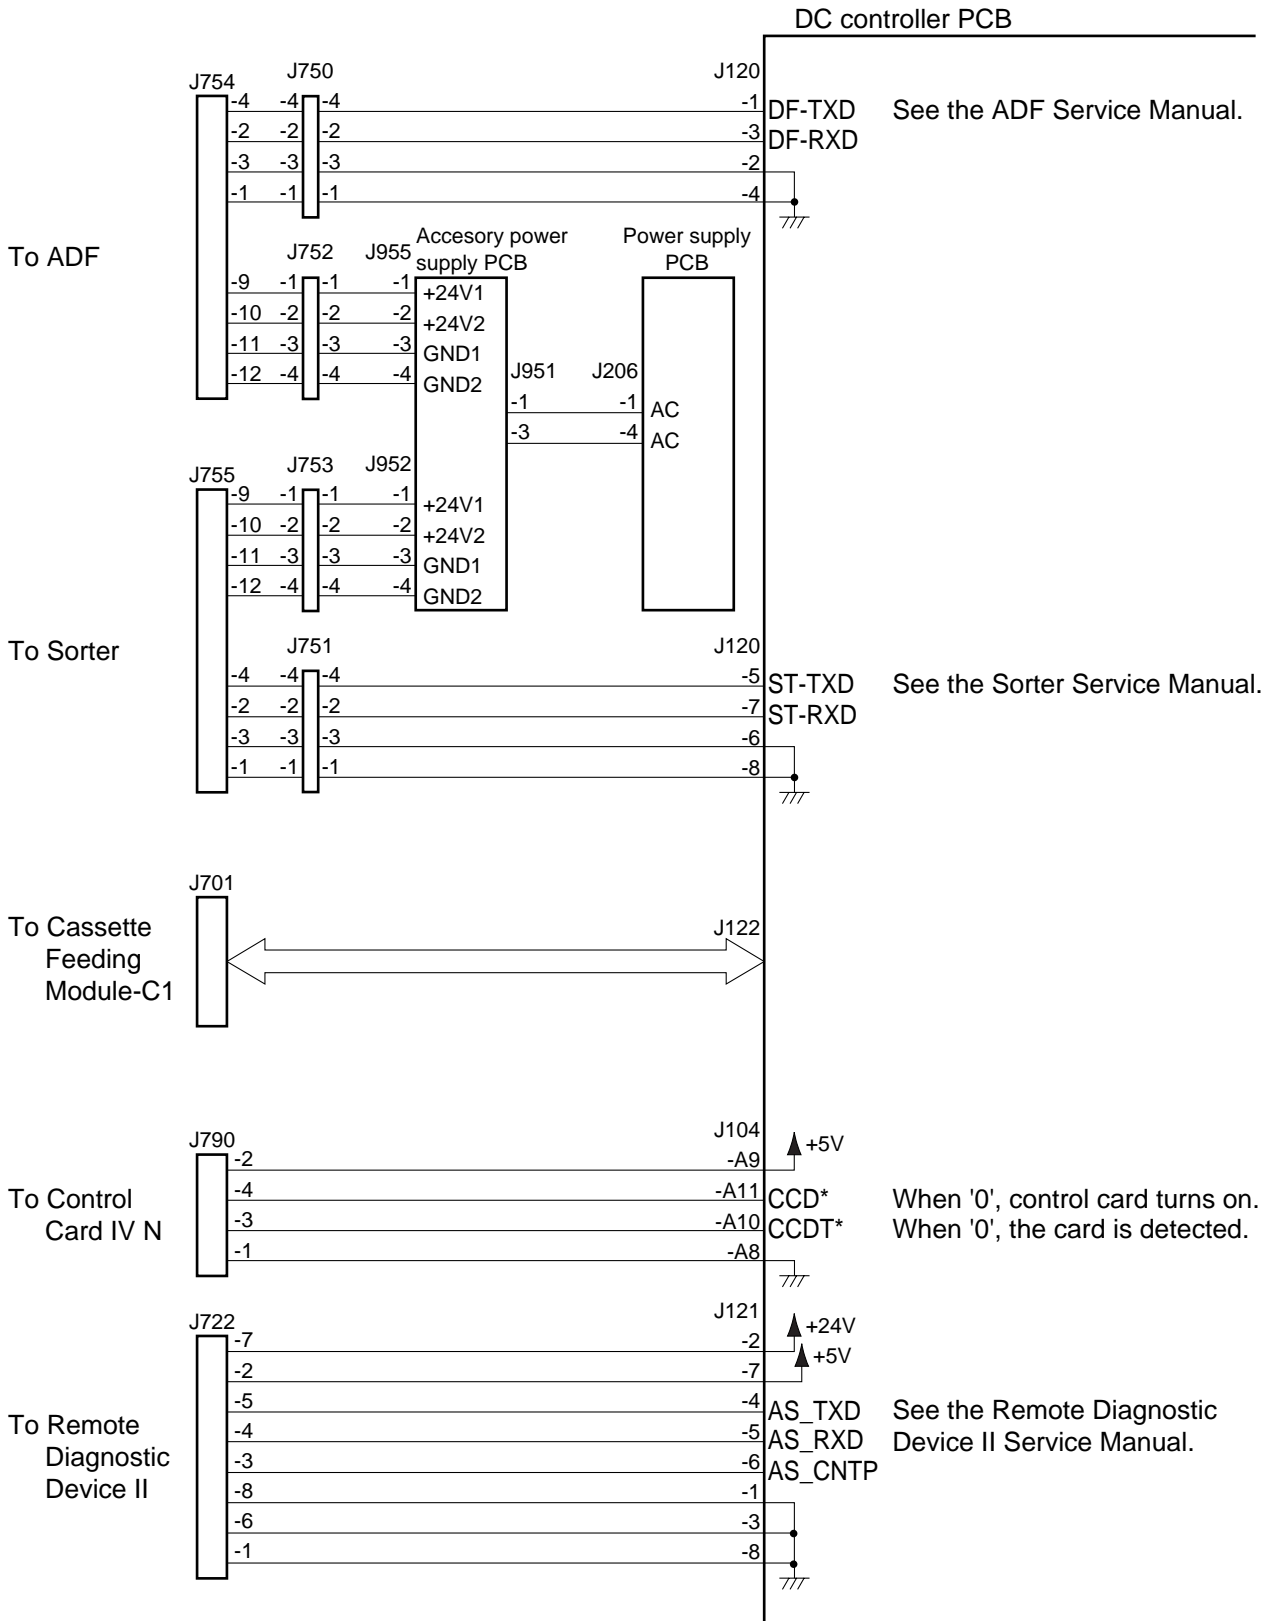 DC controller PCB
J754 J750 J120
-4 -4 -4 -1 DF-TXD See the ADF Service Manual.
-2 -2 -2 -3 DF-RXD
-3 -3 -3 -2
-1 -1 -1 -4
To ADF
J752 J955 Accesory power supply PCB Power supply PCB
-9 -1 -1 -1 +24V1
-10 -2 -2 -2 +24V2
-11 -3 -3 -3 GND1
-12 -4 -4 -4 GND2
J951 J206
-1 -1 AC
-3 -4 AC
J755 J753 J952
-9 -1 -1 -1 +24V1
-10 -2 -2 -2 +24V2
-11 -3 -3 -3 GND1
-12 -4 -4 -4 GND2
To Sorter
J751 J120
-4 -4 -4 -5 ST-TXD See the Sorter Service Manual.
-2 -2 -2 -7 ST-RXD
-3 -3 -3 -6
-1 -1 -1 -8
J701
To Cassette
Feeding
Module-C1
J122
J790 J104
-2 -A9 +5V
To Control
Card IV N
-4 -A11 CCD* When '0', control card turns on.
-3 -A10 CCDT* When '0', the card is detected.
-1 -A8
J722 J121
-7 -2 +24V
-2 -7 +5V
To Remote
Diagnostic
Device II
-5 -4 AS_TXD See the Remote Diagnostic
-4 -5 AS_RXD Device II Service Manual.
-3 -6 AS_CNTP
-8 -1
-6 -3
-1 -8